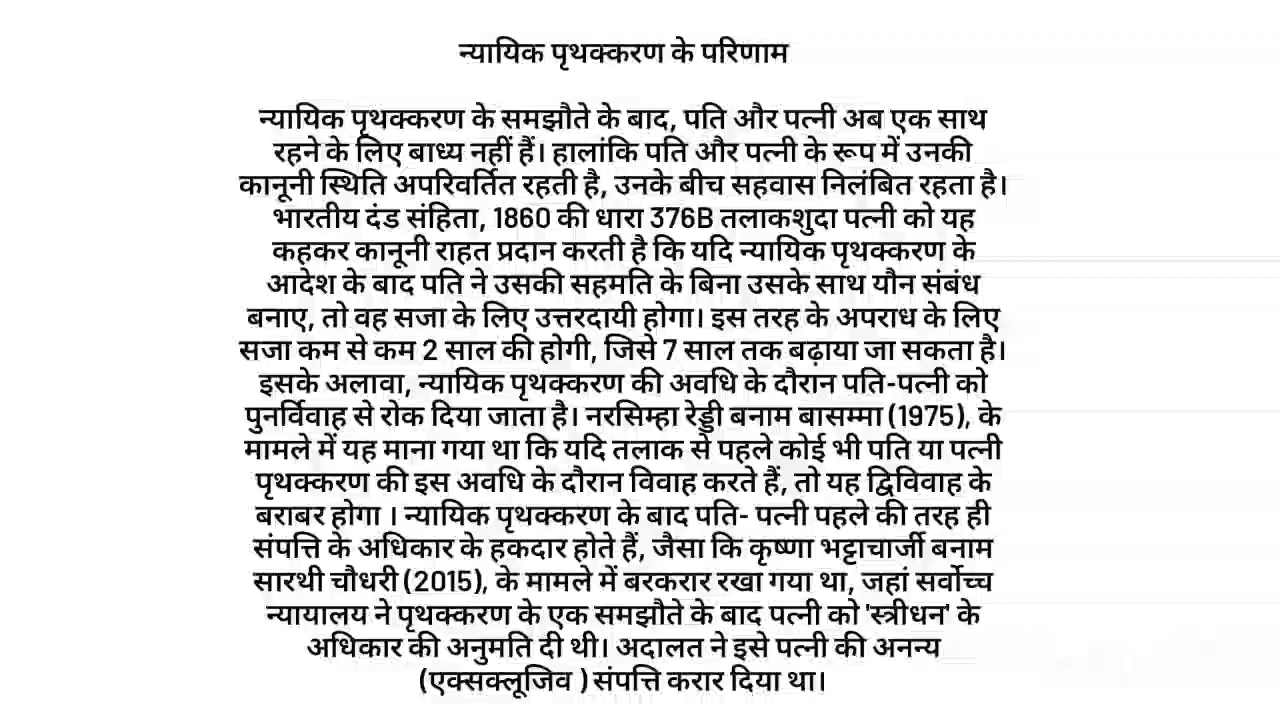 न्यायिक पृथक्करण के परिणाम
न्यायिक पृथक्करण के समझौते के बाद, पति और पत्नी अब एक साथ
रहने के लिए बाध्य नहीं हैं। हालांकि पति और पत्नी के रूप में उनकी
कानूनी स्थिति अपरिवर्तित रहती है, उनके बीच सहवास निलंबित रहता है।
भारतीय दंड संहिता, 1860 की धारा 376B तलाकशुदा पत्नी को यह
कहकर कानूनी राहत प्रदान करती है कि यदि न्यायिक पृथक्करण के
आदेश के बाद पति ने उसकी सहमति के बिना उसके साथ यौन संबंध
बनाए, तो वह सजा के लिए उत्तरदायी होगा। इस तरह के अपराध के लिए
सजा कम से कम 2 साल की होगी, जिसे 7 साल तक बढ़ाया जा सकता है।
इसके अलावा, न्यायिक पृथक्करण की अवधि के दौरान पति-पत्नी को
पुनर्विवाह से रोक दिया जाता है। नरसिम्हा रेड्डी बनाम बासम्मा (1975), के
मामले में यह माना गया था कि यदि तलाक से पहले कोई भी पति या पत्नी
पृथक्करण की इस अवधि के दौरान विवाह करते हैं, तो यह द्विविवाह के
बराबर होगा । न्यायिक पृथक्करण के बाद पति- पत्नी पहले की तरह ही
संपत्ति के अधिकार के हकदार होते हैं, जैसा कि कृष्णा भट्टाचार्जी बनाम
सारथी चौधरी (2015), के मामले में बरकरार रखा गया था, जहां सर्वोच्च
न्यायालय ने पृथक्करण के एक समझौते के बाद पत्नी को 'स्त्रीधन' के
अधिकार की अनुमति दी थी। अदालत ने इसे पत्नी की अनन्य
(एक्सक्लूजिव ) संपत्ति करार दिया था।